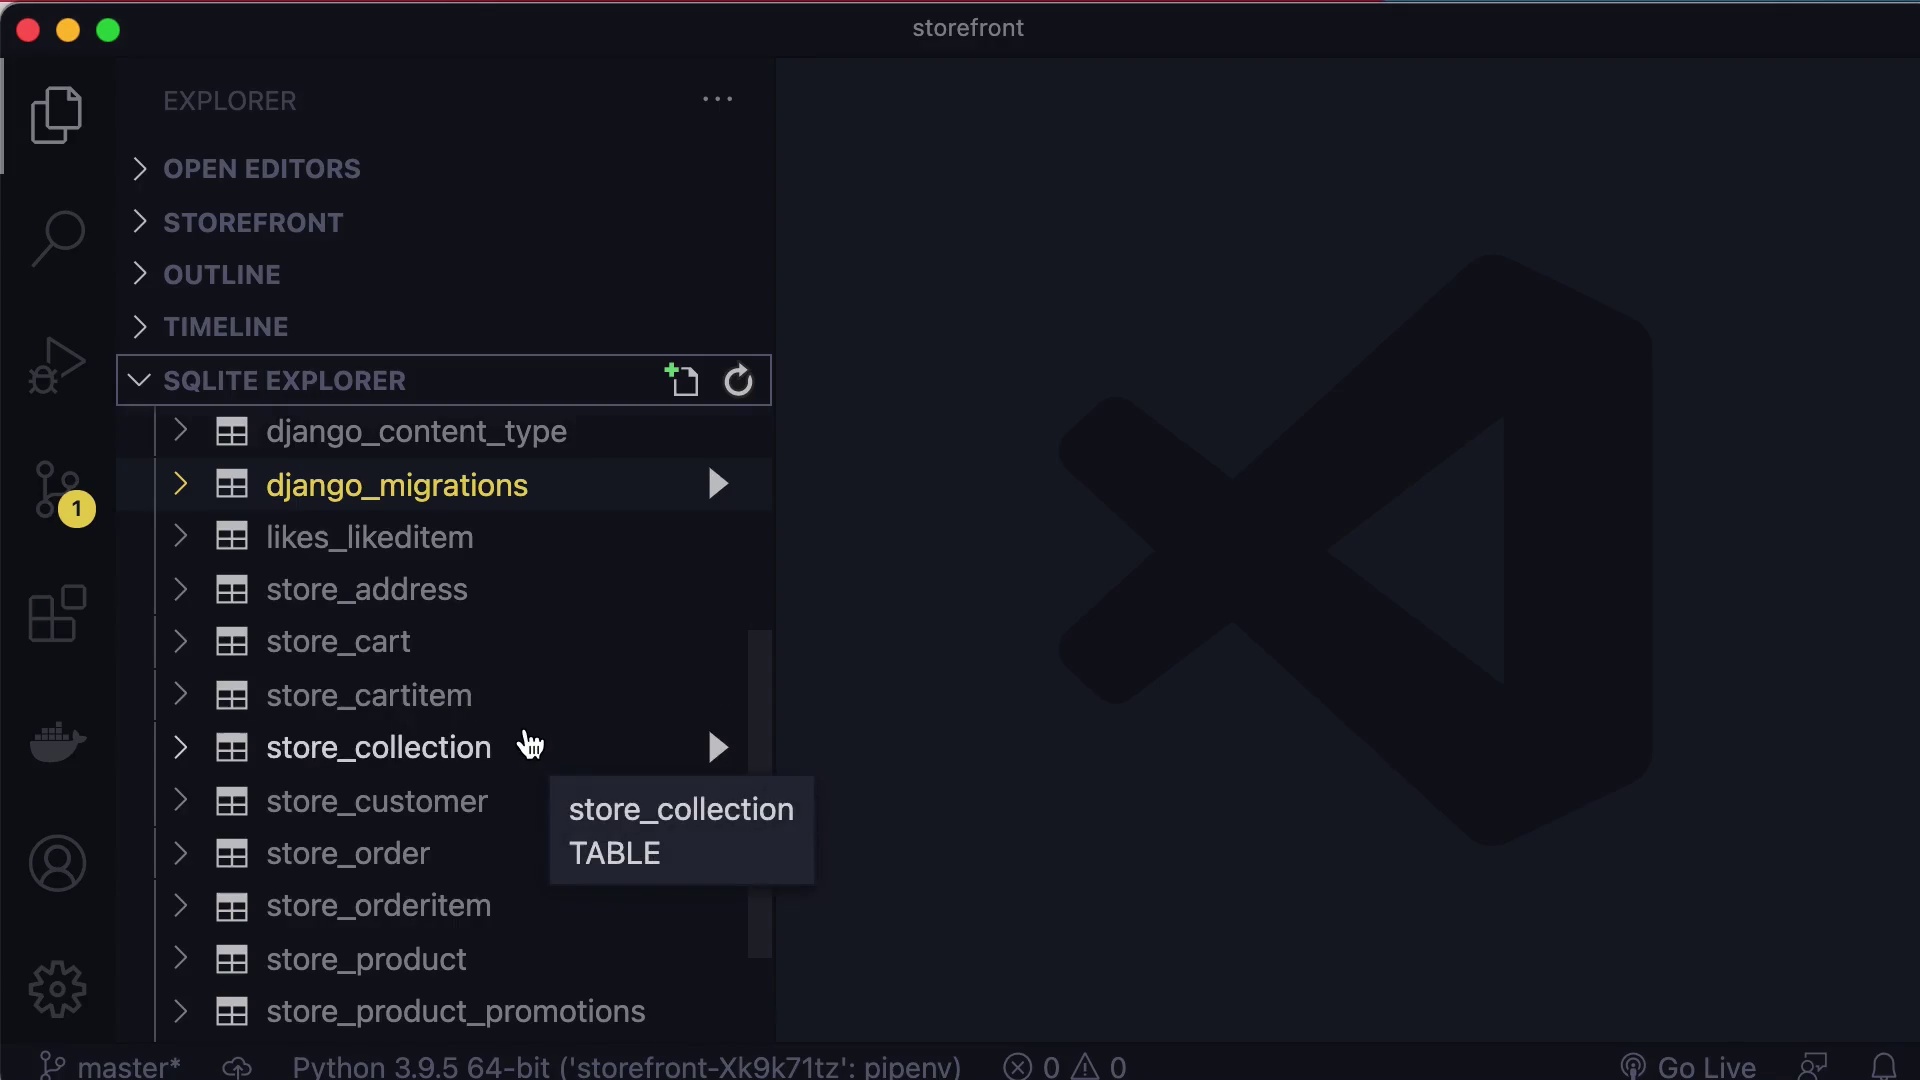 storefront
EXPLORER
OPEN EDITORS
STOREFRONT
OUTLINE
TIMELINE
SQLITE EXPLORER
django_content_type
django_migrations
likes_likeditem
1
store_address
store_cart
store_cartitem
store_collection
store_customer
store_collection
TABLE
store_order
store_orderitem
store_product
store_product_promotions
master* Python 3.9.5 64-bit ('storefront-Xk9k71tz': pipenv) 0 0 Go Live